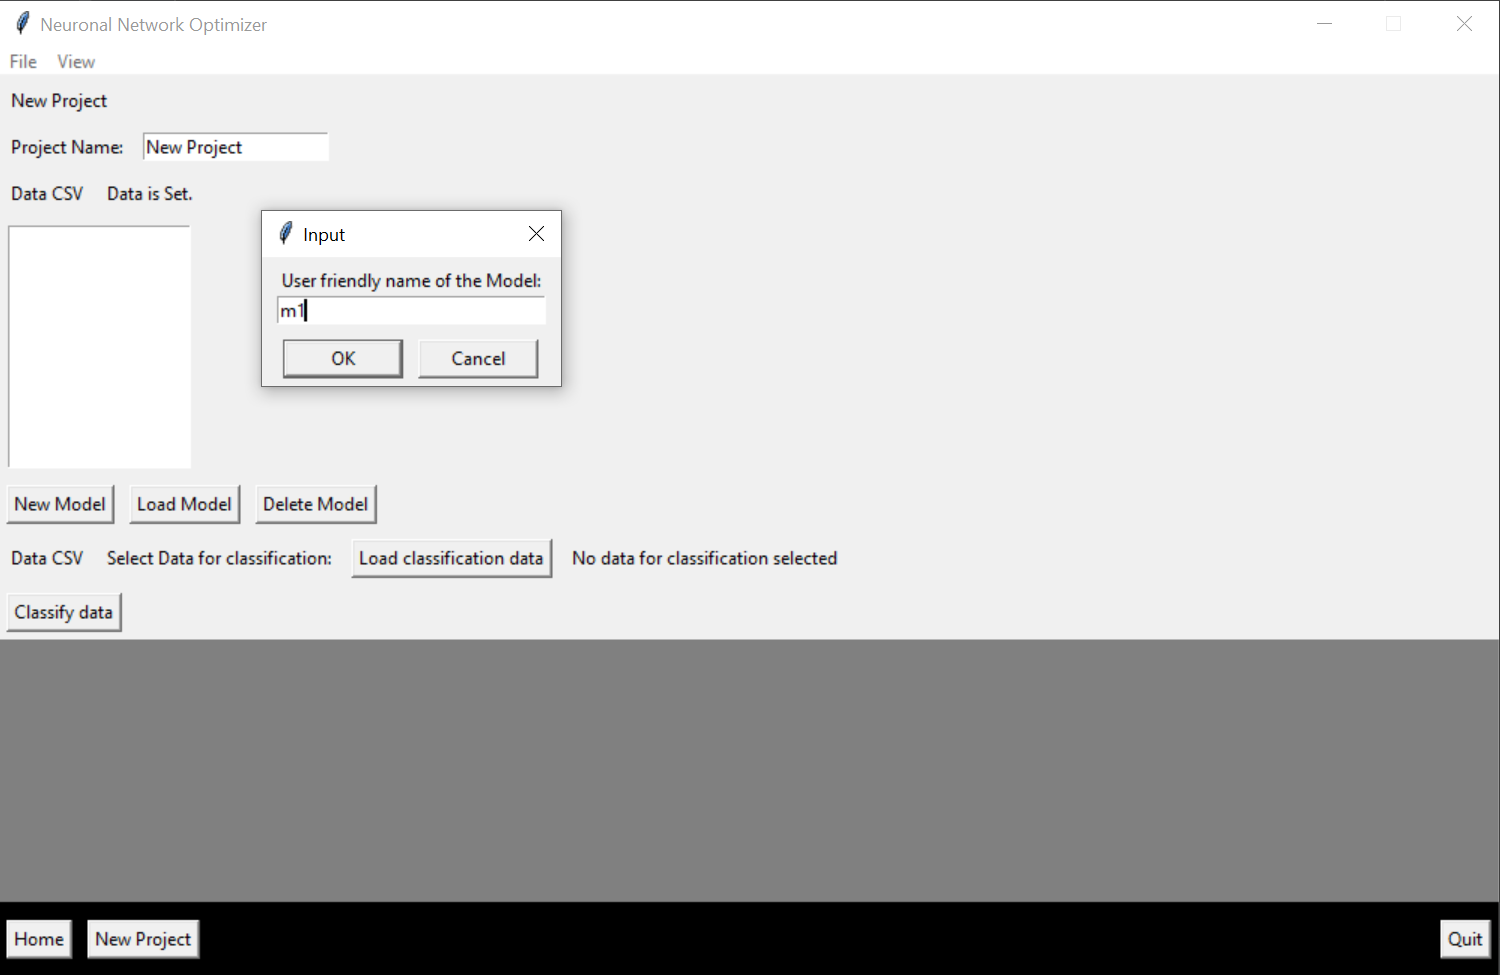 Neuronal Network Optimizer
File View
New Project
Project Name: New Project
Data CSV Data is Set.
Input
User friendly name of the Model:
m1
OK Cancel
New Model Load Model Delete Model
Data CSV Select Data for classification: Load classification data No data for classification selected
Classify data
Home New Project Quit